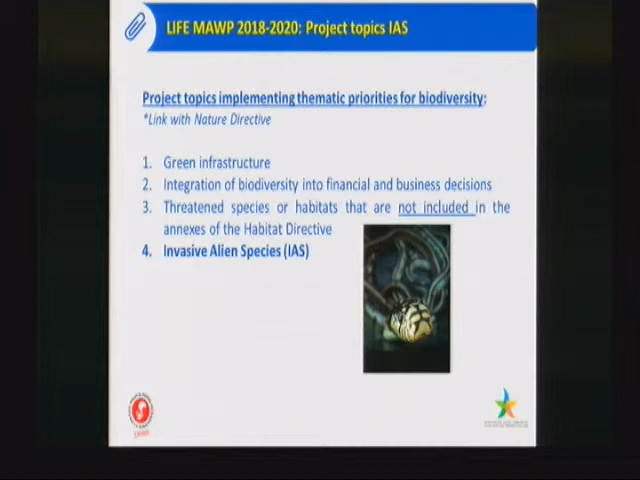 LIFE MAWP 2018-2020: Project topics IAS
Project topics implementing thematic priorities for biodiversity:
*Link with Nature Directive
1. Green infrastructure
2. Integration of biodiversity into financial and business decisions
3. Threatened species or habitats that are not included in the
annexes of the Habitat Directive
4. Invasive Alien Species (IAS)